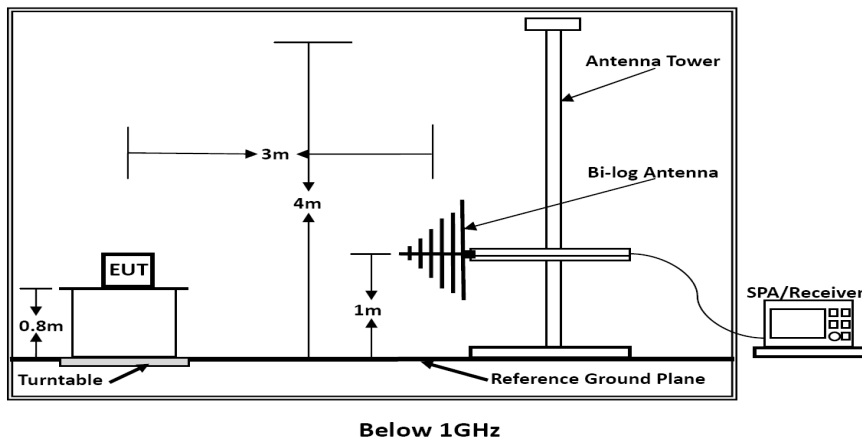 Antenna Tower
3m
Bi-log Antenna
4m
EUT
1m
0.8m
SPA/Receiver
Turntable
Reference Ground Plane
Below 1GHz